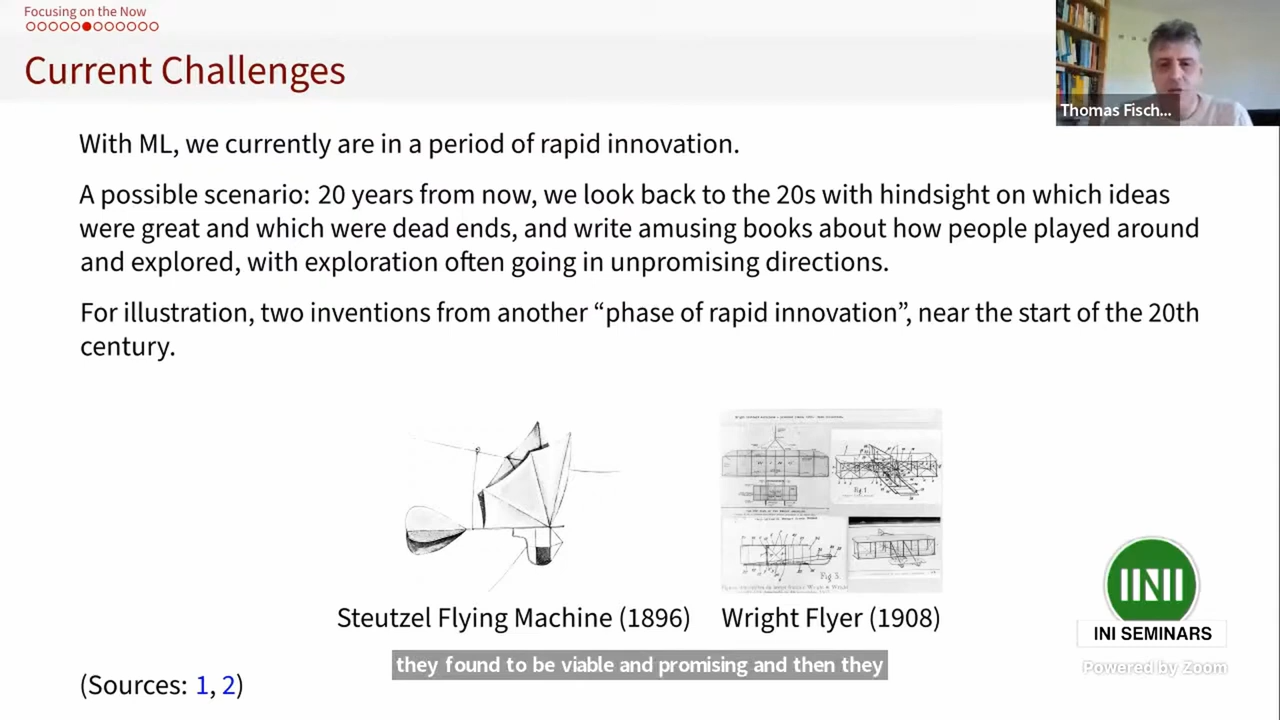 Focusing on the Now
Current Challenges
Thomas Fisch...
With ML, we currently are in a period of rapid innovation.
A possible scenario: 20 years from now, we look back to the 20s with hindsight on which ideas
were great and which were dead ends, and write amusing books about how people played around
and explored, with exploration often going in unpromising directions.
For illustration, two inventions from another “phase of rapid innovation”, near the start of the 20th
century.
Fig 1
Fig 3.
Steutzel Flying Machine (1896)
Wright Flyer (1908)
INI
INI SEMINARS
Powered by Zoom
they found to be viable and promising and then they
(Sources: 1, 2)